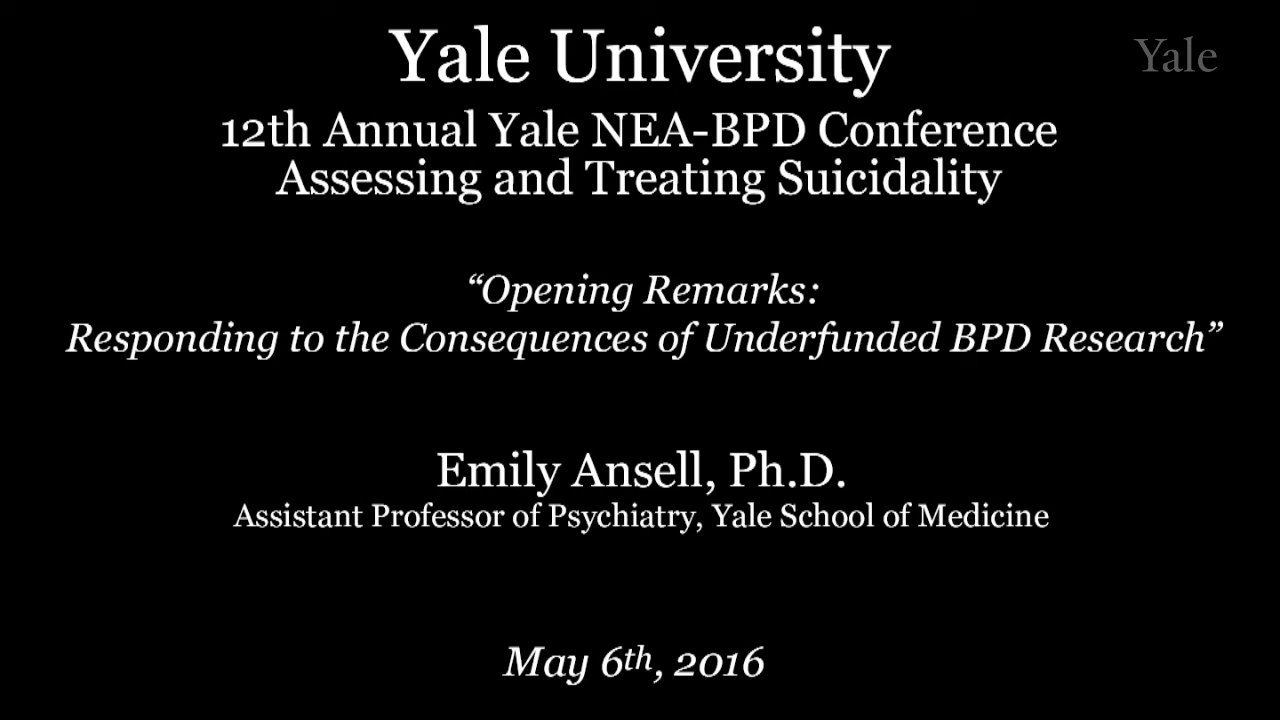 Yale University
Yale
12th Annual Yale NEA-BPD Conference
Assessing and Treating Suicidality
“Opening Remarks:
Responding to the Consequences of Underfunded BPD Research”
Emily Ansell, Ph.D.
Assistant Professor of Psychiatry, Yale School of Medicine
May 6th, 2016